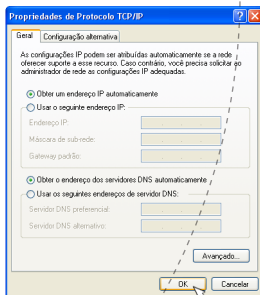 Propriedades de Protocolo TCP/IP
Geral
Configuração alternativa
As configurações IP podem ser atribuídas automaticamente se a rede
oferecer suporte a esse recurso. Caso contrário, você precisa solicitar ao
administrador de rede as configurações IP adequadas.
Obter um endereço IP automaticamente
Usar o seguinte endereço IP:
Endereço IP:
Máscara de sub-rede:
Gateway padrão:
Obter o endereço dos servidores DNS automaticamente
Usar os seguintes endereços de servidor DNS:
Servidor DNS preferencial:
Servidor DNS alternativo:
Avançado...
OK
Cancelar